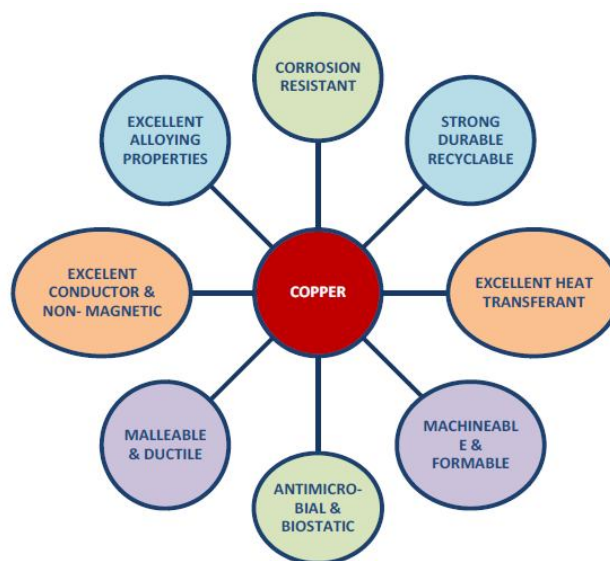 CORROSION
RESISTANT
EXCELLENT
ALLOYING
PROPERTIES
STRONG
DURABLE
RECYCLABLE
EXCELENT
CONDUCTOR &
NON- MAGNETIC
COPPER
EXCELLENT HEAT
TRANSFERANT
MALLEABLE
& DUCTILE
MACHINEABL
E &
FORMABLE
ANTIMICRO-
BIAL &
BIOSTATIC